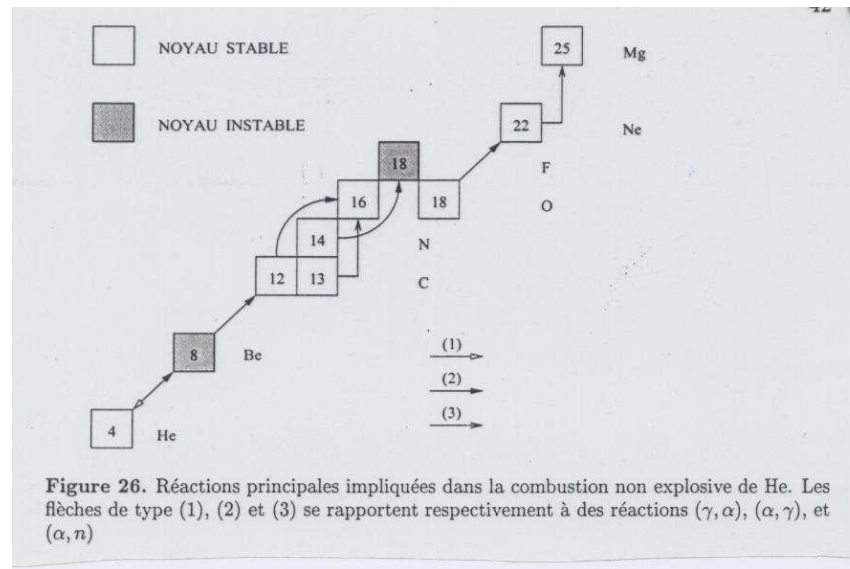 NOYAU STABLE
25
Mg
NOYAU INSTABLE
22
Ne
18
F
16
18
O
14
N
12
13
C
8
Be
(1)
(2)
4
He
(3)
Figure 26. Réactions principales impliquées dans la combustion non explosive de He. Les
flèches de type (1), (2) et (3) se rapportent respectivement à des réactions (γ, α), (α, γ), et
(α, n)